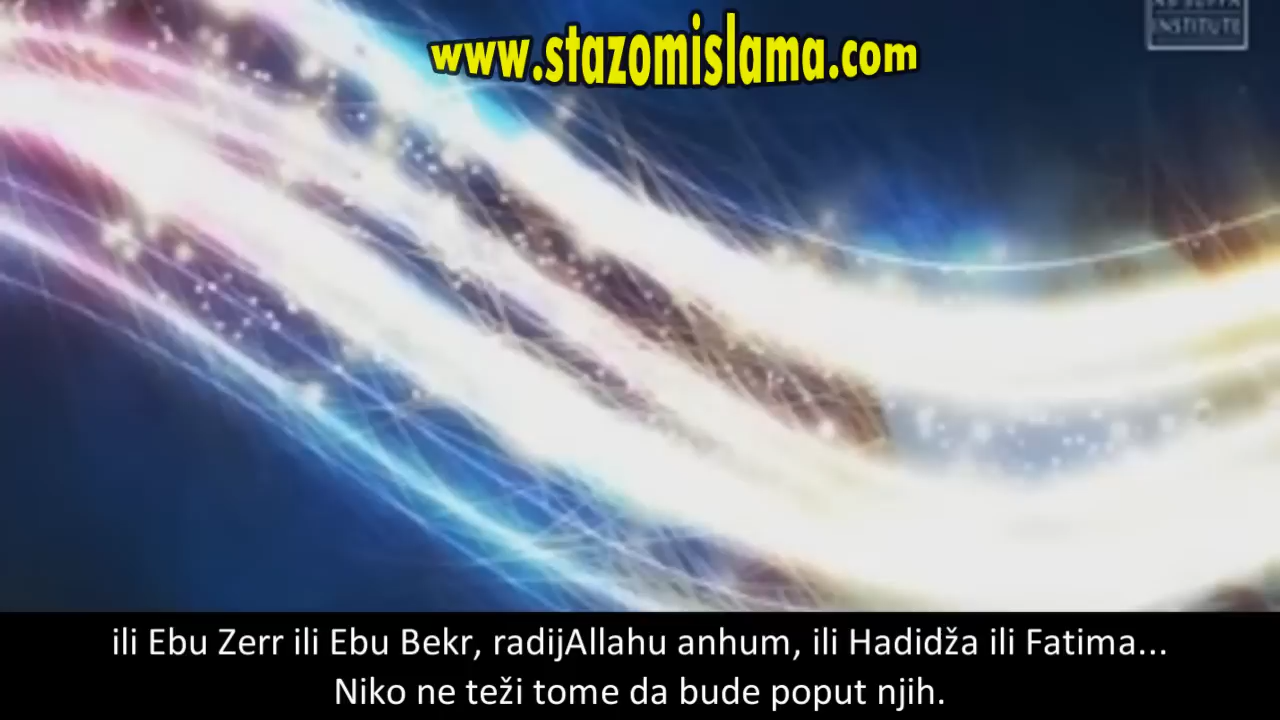 www.stazomislama.com
INSTITUTE
ili Ebu Zerr ili Ebu Bekr, radijAllahu anhum, ili Hadidža ili Fatima...
Niko ne teži tome da bude poput njih.